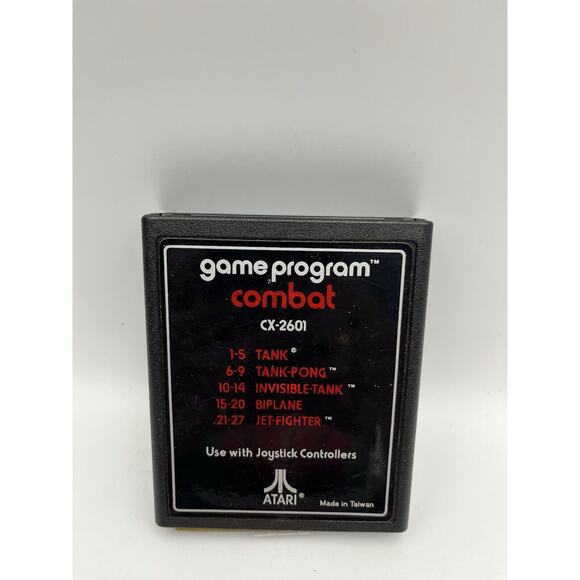 game program™
combat
CX-2601
1-5 TANK®
6-9 TANK-PONG™
10-14 INVISIBLE-TANK™
15-20 BIPLANE
21-27 JET-FIGHTER™
Use with Joystick Controllers
ATARI®
Made in Taiwan